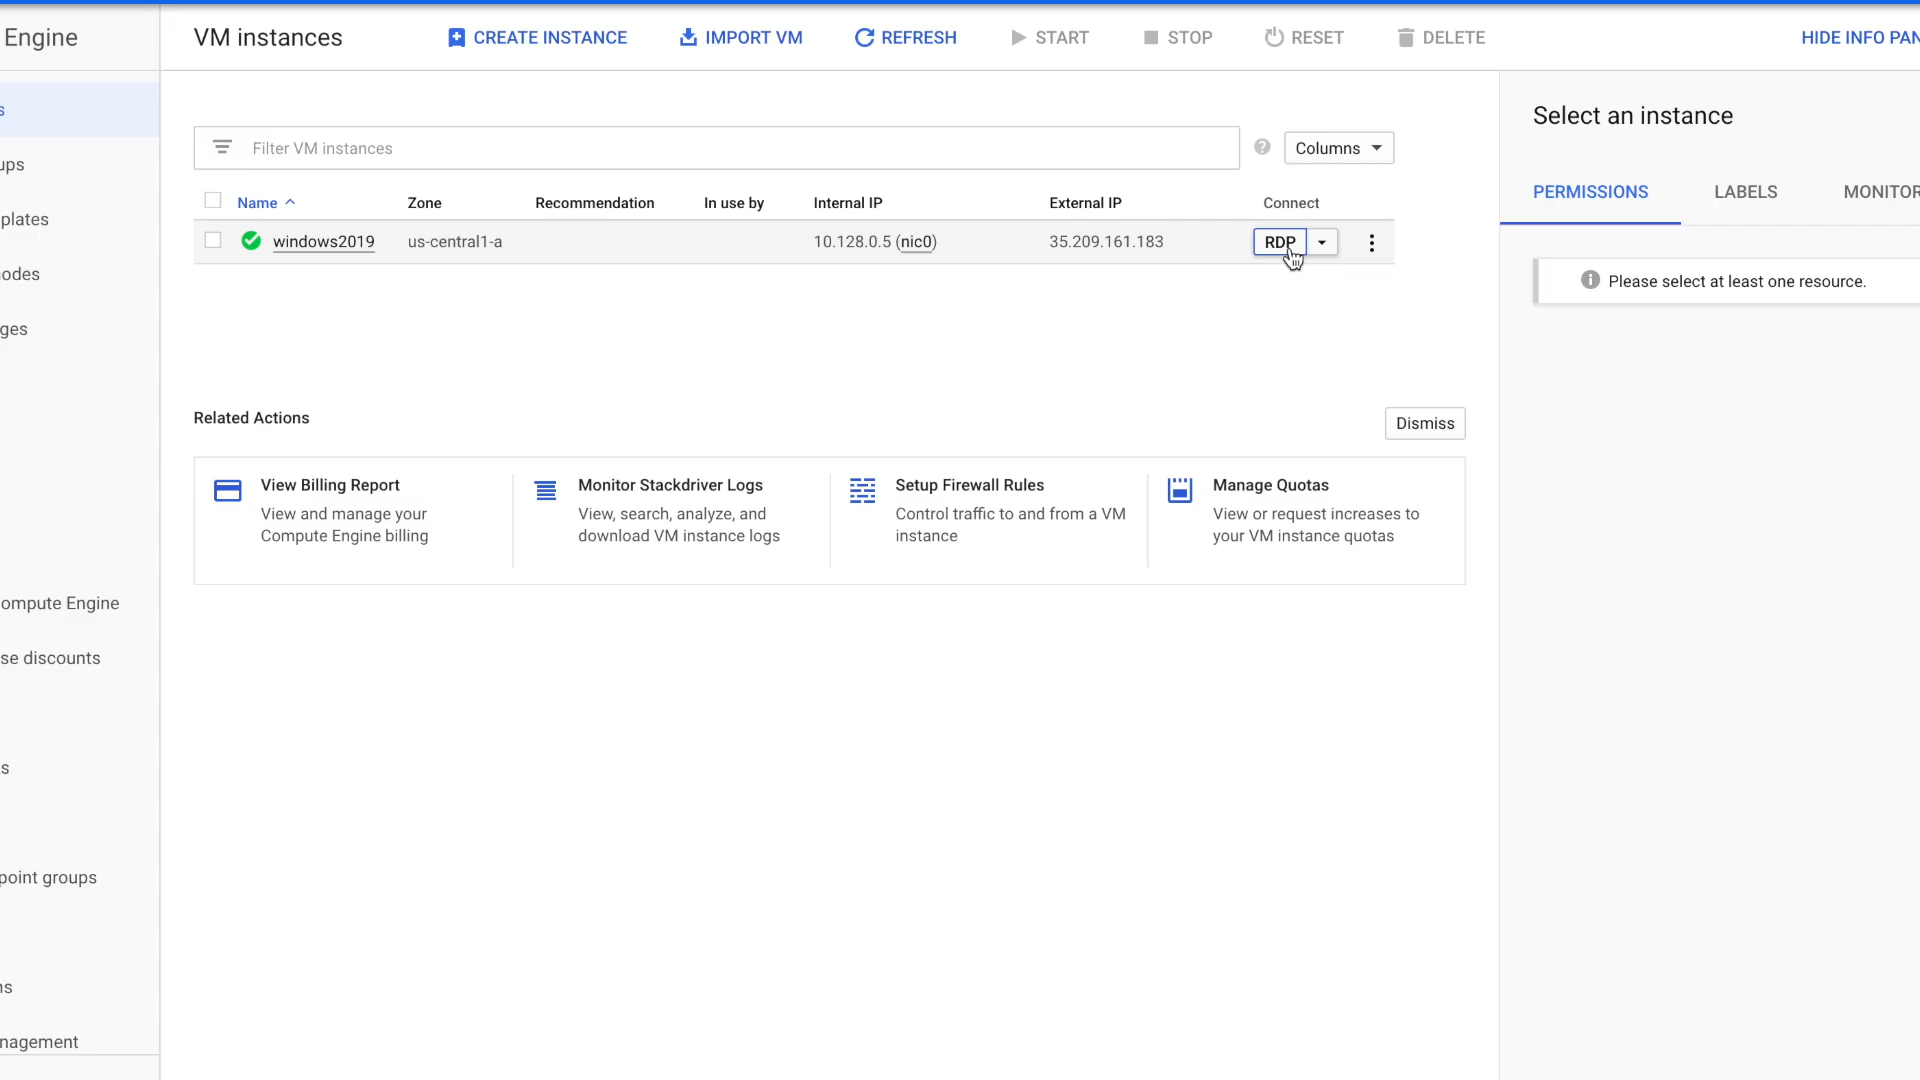 Engine
VM instances
CREATE INSTANCE
IMPORT VM
REFRESH
START
STOP
RESET
DELETE
HIDE INFO PAN
s
ups
plates
nodes
ges
ompute Engine
se discounts
s
point groups
ns
nagement
Filter VM instances
?
Columns
Name Zone Recommendation In use by Internal IP External IP Connect
windows2019 us-central1-a 10.128.0.5 (nic0) 35.209.161.183 RDP
Related Actions
Dismiss
View Billing Report
View and manage your
Compute Engine billing
Monitor Stackdriver Logs
View, search, analyze, and
download VM instance logs
Setup Firewall Rules
Control traffic to and from a VM
instance
Manage Quotas
View or request increases to
your VM instance quotas
Select an instance
PERMISSIONS
LABELS
MONITOR
Please select at least one resource.